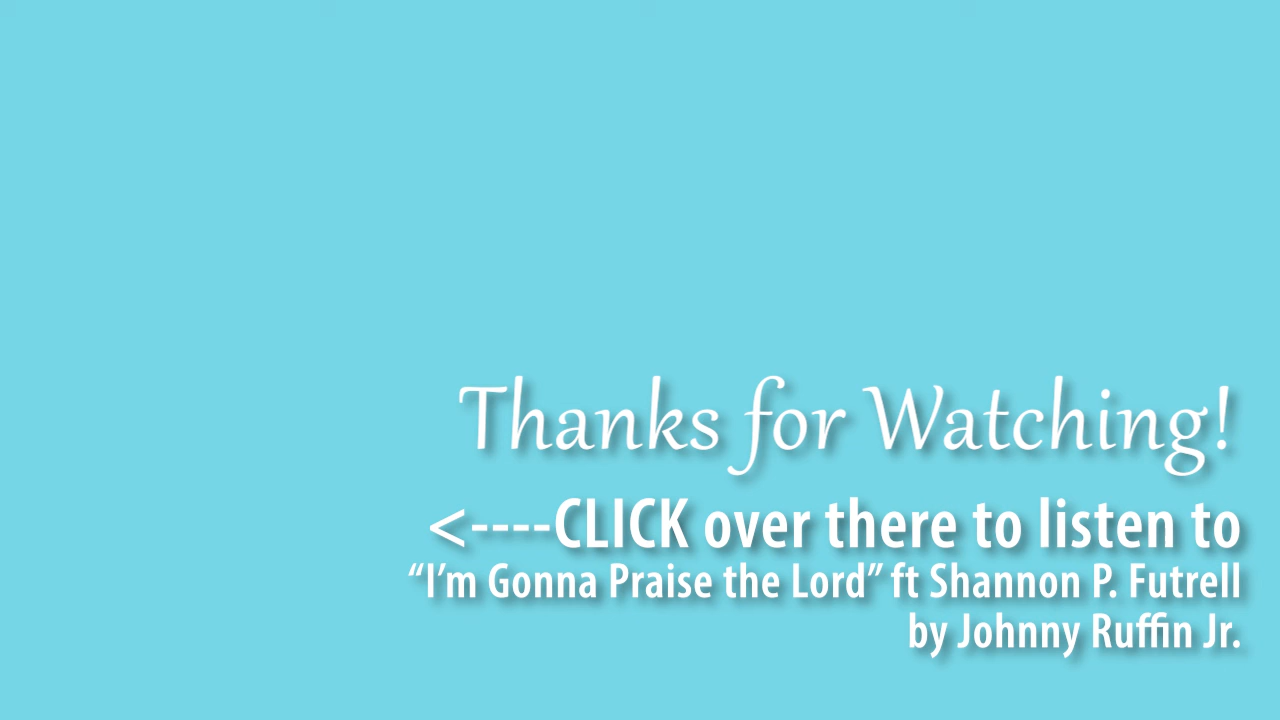 Thanks for Watching!
<----CLICK over there to listen to
“I’m Gonna Praise the Lord” ft Shannon P. Futrell
by Johnny Ruffin Jr.